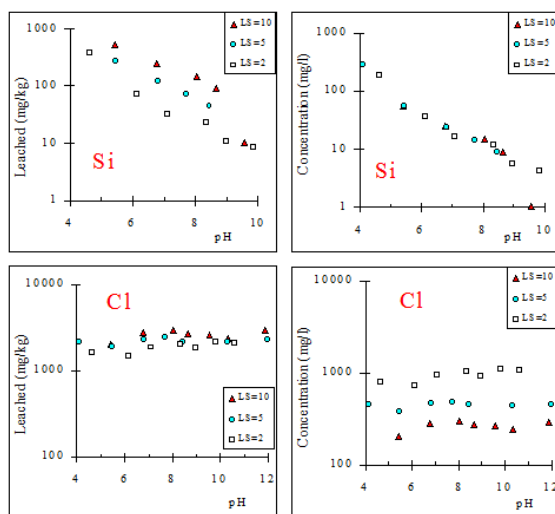 1000
100
10
1
Leached (mg/kg)
LS=10
LS=5
LS=2
Si
4 6 8 10
pH
1000
100
10
1
Concentration (mg/l)
LS=10
LS=5
LS=2
Si
4 6 8 10
pH
10000
1000
100
Leached (mg/kg)
Cl
LS=10
LS=5
LS=2
4 6 8 10 12
pH
10000
1000
100
Concentration (mg/l)
Cl
LS=10
LS=5
LS=2
4 6 8 10 12
pH